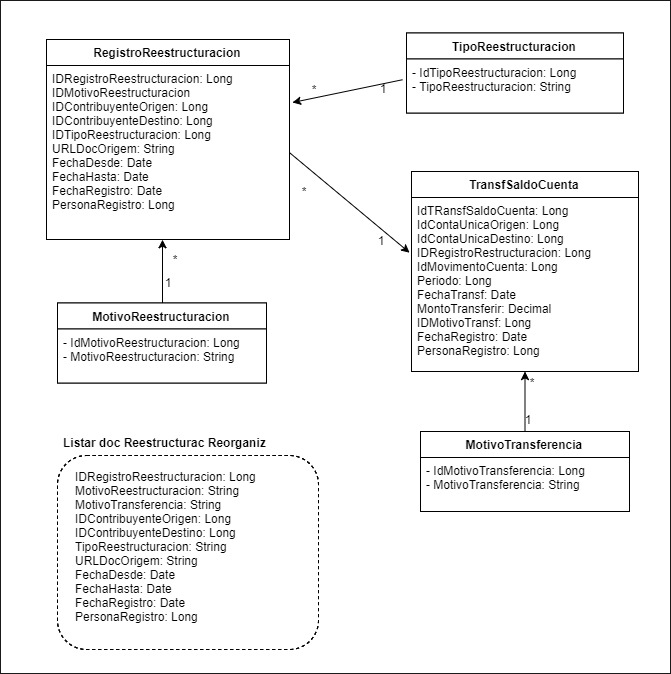 RegistroReestructuracion
IDRegistroReestructuracion: Long
IDMotivoReestructuracion
IDContribuyenteOrigen: Long
IDContribuyenteDestino: Long
IDTipoReestructuracion: Long
URLDocOrigem: String
FechaDesde: Date
FechaHasta: Date
FechaRegistro: Date
PersonaRegistro: Long
TipoReestructuracion
- IdTipoReestructuracion: Long
- TipoReestructuracion: String
*
1
*
1
TransfSaldoCuenta
IdTRansfSaldoCuenta: Long
IdContaUnicaOrigen: Long
IdContaUnicaDestino: Long
IDRegistroRestructuracion: Long
IdMovimentoCuenta: Long
Periodo: Long
FechaTransf: Date
MontoTransferir: Decimal
IDMotivoTransf: Long
FechaRegistro: Date
PersonaRegistro: Long
*
1
MotivoReestructuracion
- IdMotivoReestructuracion: Long
- MotivoReestructuracion: String
*
1
MotivoTransferencia
- IdMotivoTransferencia: Long
- MotivoTransferencia: String
Listar doc Reestructurac Reorganiz
IDRegistroReestructuracion: Long
MotivoReestructuracion: String
MotivoTransferencia: String
IDContribuyenteOrigen: Long
IDContribuyenteDestino: Long
TipoReestructuracion: String
URLDocOrigem: String
FechaDesde: Date
FechaHasta: Date
FechaRegistro: Date
PersonaRegistro: Long